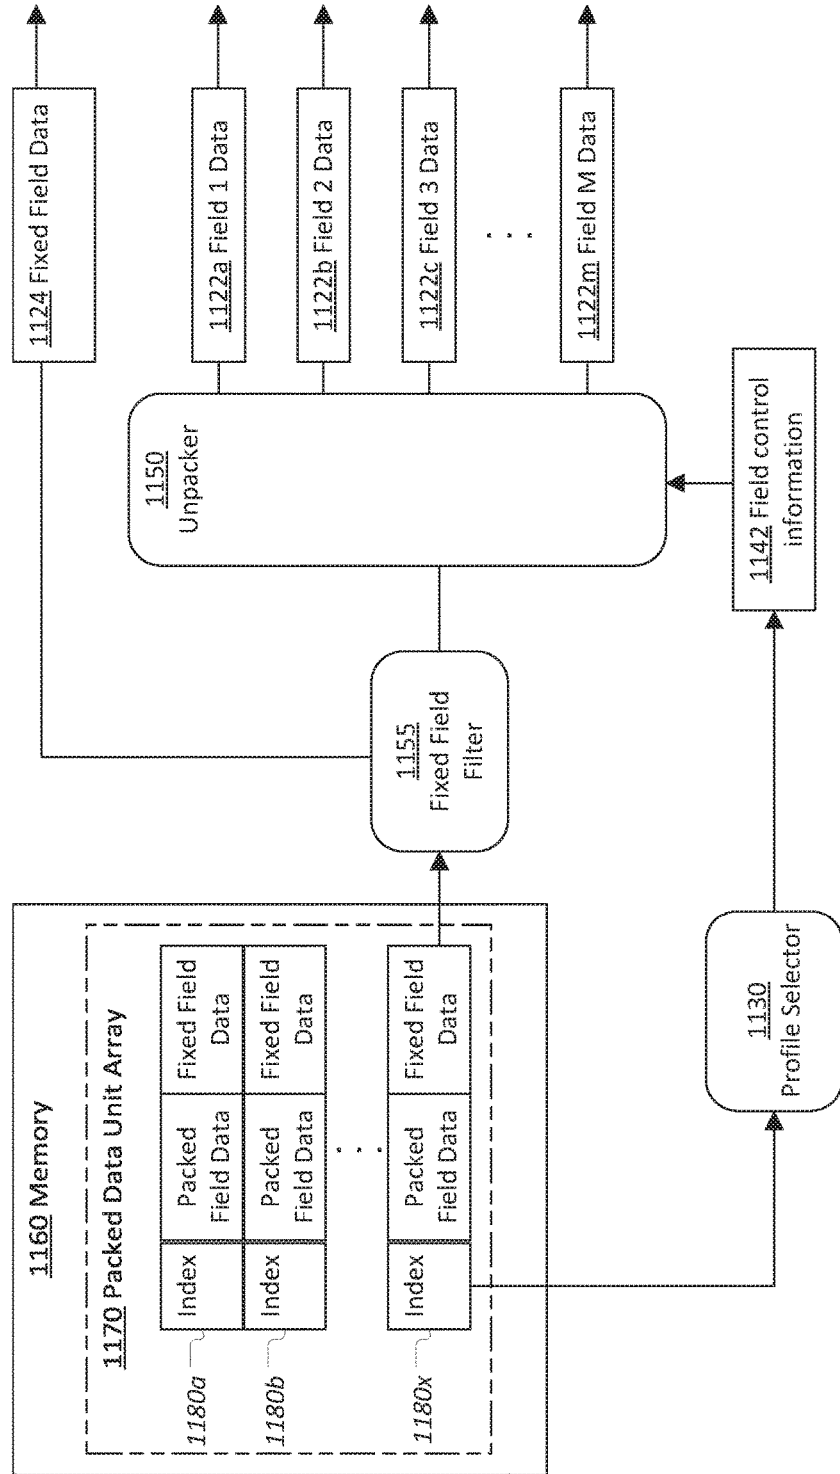 1160 Memory
1170 Packed Data Unit Array
1180a
Index
Packed
Field Data
Fixed Field
Data
1180b
Index
Packed
Field Data
Fixed Field
Data
. . .
1180x
Index
Packed
Field Data
Fixed Field
Data
1155
Fixed Field
Filter
1130
Profile Selector
1150
Unpacker
1142 Field control
information
1124 Fixed Field Data
1122a Field 1 Data
1122b Field 2 Data
1122c Field 3 Data
. . .
1122m Field M Data